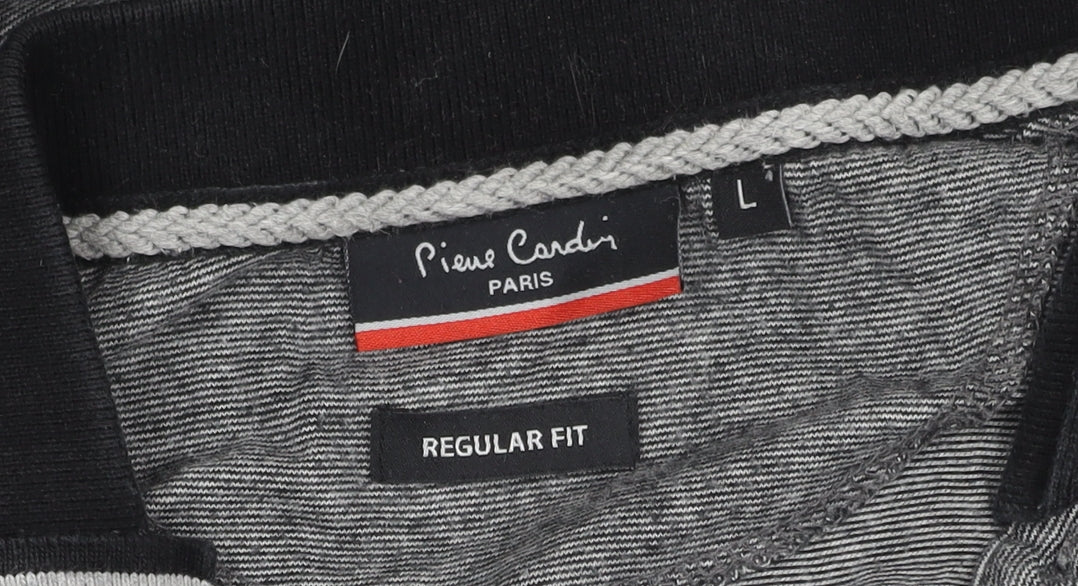 Pierre Cardin
PARIS
L
REGULAR FIT